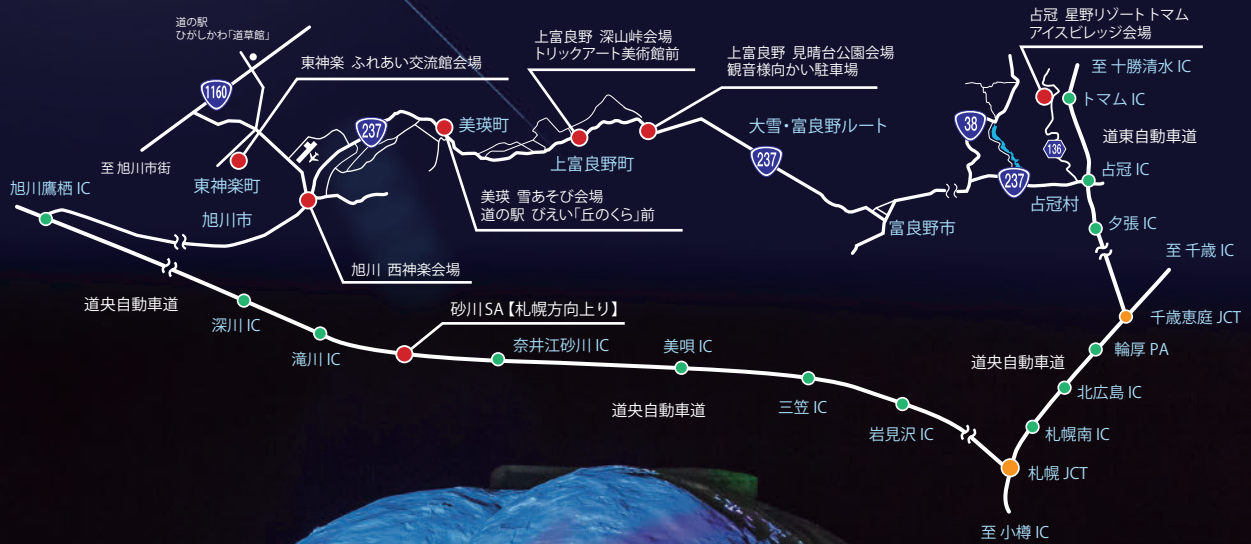 道の駅
ひがしかわ「道草館」
東神楽 ふれあい交流館会場
上富良野 深山峠会場
トリックアート美術館前
上富良野 見晴台公園会場
観音様向かい駐車場
占冠 星野リゾートトマム
アイスビレッジ会場
至 十勝清水 IC
トマム IC
1160
237
美瑛町
38
道東自動車道
大雪・富良野ルート
136
至 旭川市街
東神楽町
上富良野町
237
237
占冠 IC
旭川鷹栖 IC
旭川市
美瑛 雪あそび会場
道の駅 びえい「丘のくら」前
富良野市
占冠村
夕張 IC
至 千歳 IC
旭川 西神楽会場
道央自動車道
砂川 SA【札幌方向上り】
千歳恵庭 JCT
深川 IC
滝川 IC
奈井江砂川 IC
美唄 IC
輪厚 PA
道央自動車道
北広島 IC
道央自動車道
三笠 IC
岩見沢 IC
札幌南 IC
札幌 JCT
至 小樽 IC